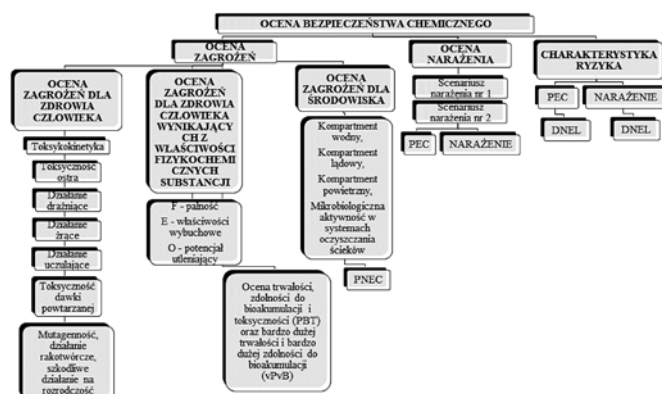 OCENA BEZPIECZEŃSTWA CHEMICZNEGO
OCENA
ZAGROŻEŃ
OCENA
ZAGROŻEŃ DLA
ZDROWIA
CZŁOWIEKA
Toksykokinetyka
Toksyczność
ostra
Działanie
drażniące
Działanie
żrące
Działanie
uczulające
Toksyczność
dawki
powtarzanej
Mutagenność,
działanie
rakotwórcze,
szkodliwe
działanie na
rozrodczość
OCENA
ZAGROŻEŃ
DLA ZDROWIA
CZŁOWIEKA
WYNIKAJĄCY
CH Z
WŁAŚCIWOŚCI
FIZYKOCHEMI
CZNYCH
SUBSTANCJI
F - palność
E - właściwości
wybuchowe
O - potencjał
utleniający
Ocena trwałości,
zdolności do
bioakumulacji i
toksyczności (PBT)
oraz bardzo dużej
trwałości i bardzo
dużej zdolności do
bioakumulacji
(vPvB)
OCENA
ZAGROŻEŃ DLA
ŚRODOWISKA
Kompartment
wodny,
Kompartment
lądowy,
Kompartment
powietrzny,
Mikrobiologiczna
aktywność w
systemach
oczyszczania
ścieków
PNEC
OCENA
NARAŻENIA
Scenariusz
narażenia nr 1
Scenariusz
narażenia nr 2
PEC
NARAŻENIE
CHARAKTERYSTYKA
RYZYKA
PEC
DNEL
NARAŻENIE
DNEL